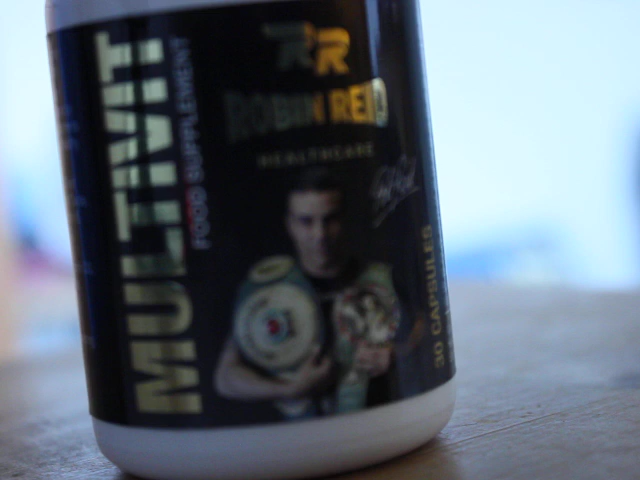 MULTIVIT
FOOD SUPPLEMENT
RR
ROBIN REID
HEALTHCARE
30 CAPSULES